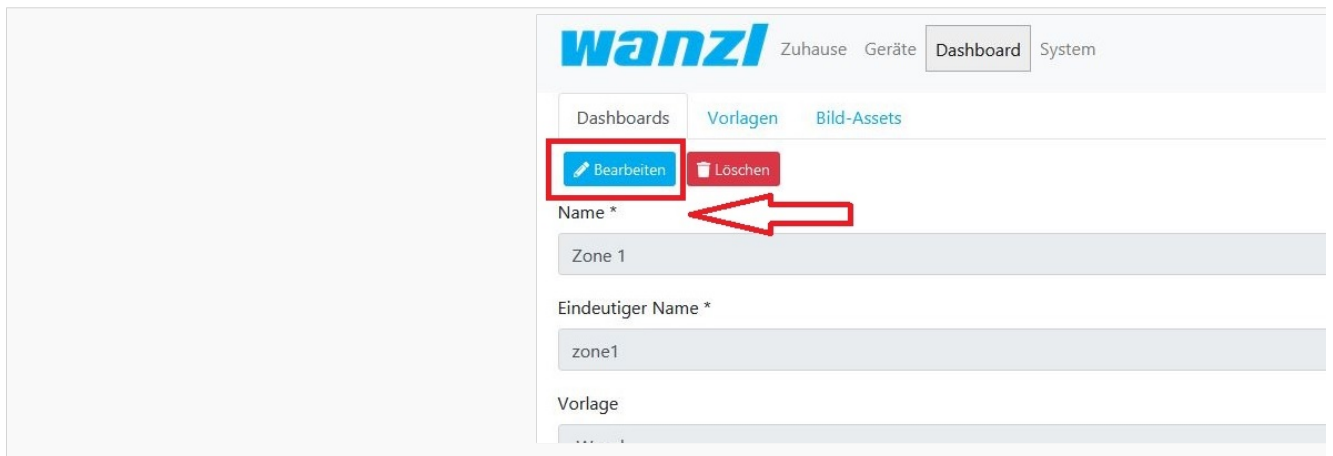 wanzl Zuhause Geräte Dashboard System
Dashboards Vorlagen Bild-Assets
Bearbeiten Löschen
Name *
Zone 1
Eindeutiger Name *
zone1
Vorlage